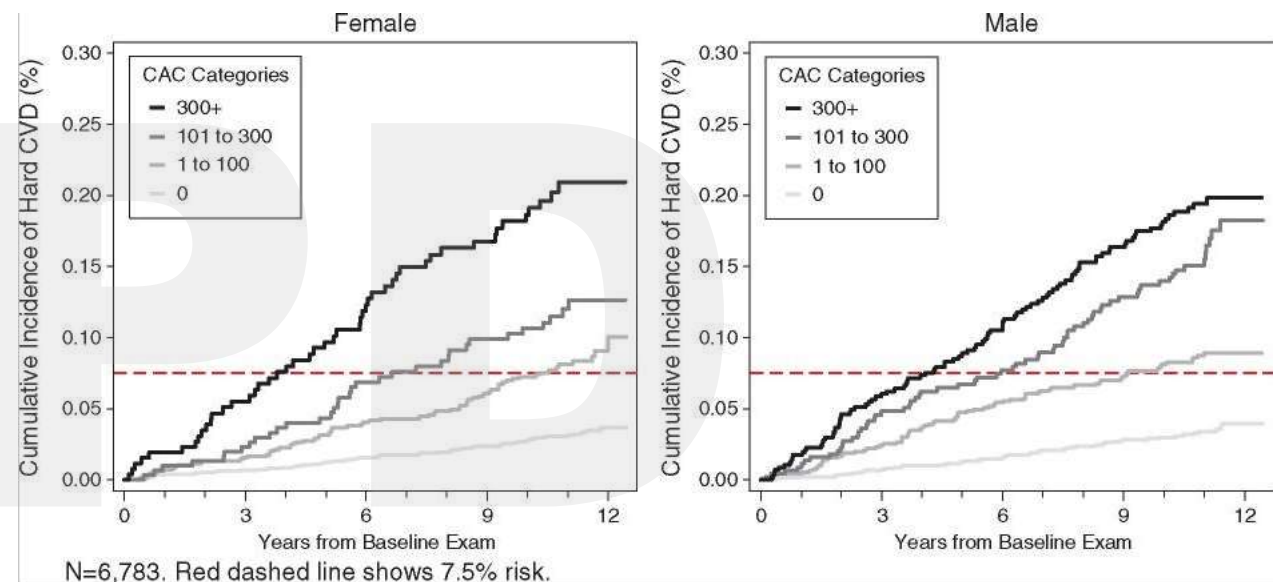 Female
Cumulative Incidence of Hard CVD (%)
0.30
0.25
0.20
0.15
0.10
0.05
0.00
CAC Categories
300+
101 to 300
1 to 100
0
0 3 6 9 12
Years from Baseline Exam
Male
Cumulative Incidence of Hard CVD (%)
0.30
0.25
0.20
0.15
0.10
0.05
0.00
CAC Categories
300+
101 to 300
1 to 100
0
0 3 6 9 12
Years from Baseline Exam
N=6,783. Red dashed line shows 7.5% risk.
PD